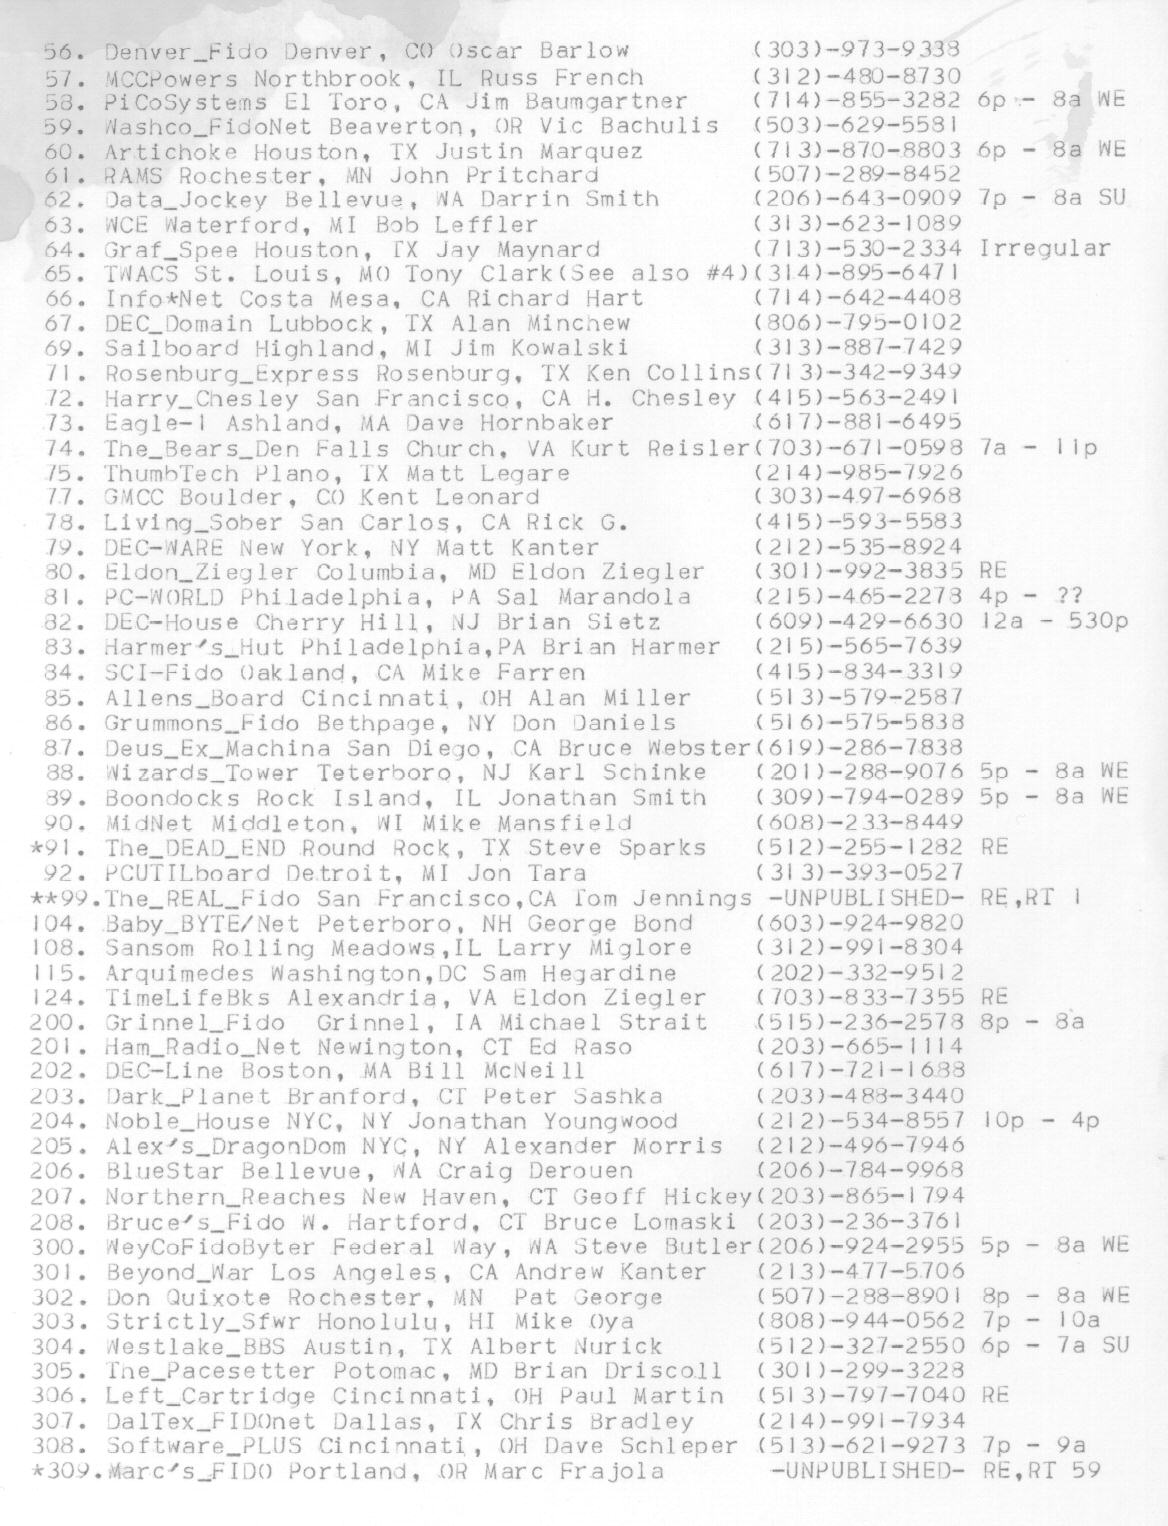 56. Denver_Fido Denver, CO Oscar Barlow (303)-973-9338
57. MCCPowers Northbrook, IL Russ French (312)-480-8730
58. PiCoSystems El Toro, CA Jim Baumgartner (714)-855-3282 6p - 8a WE
59. Washco_FidoNet Beaverton, OR Vic Bachulis (503)-629-5581
60. Artichoke Houston, TX Justin Marquez (713)-870-8803 6p - 8a WE
61. RAMS Rochester, MN John Pritchard (507)-289-8452
62. Data_Jockey Bellevue, WA Darrin Smith (206)-643-0909 7p - 8a SU
63. WCE Waterford, MI Bob Leffler (313)-623-1089
64. Graf_Spee Houston, TX Jay Maynard (713)-530-2334 Irregular
65. TWACS St. Louis, MO Tony Clark(See also #4)(314)-895-6471
66. Info*Net Costa Mesa, CA Richard Hart (714)-642-4408
67. DEC_Domain Lubbock, TX Alan Minchew (806)-795-0102
69. Sailboard Highland, MI Jim Kowalski (313)-887-7429
71. Rosenburg_Express Rosenburg, TX Ken Collins(713)-342-9349
72. Harry_Chesley San Francisco, CA H. Chesley (415)-563-2491
73. Eagle-1 Ashland, MA Dave Hornbaker (617)-881-6495
74. The_Bears_Den Falls Church, VA Kurt Reisler(703)-671-0598 7a - 11p
75. ThumbTech Plano, TX Matt Legare (214)-985-7926
77. GMCC Boulder, CO Kent Leonard (303)-497-6968
78. Living_Sober San Carlos, CA Rick G. (415)-593-5583
79. DEC-WARE New York, NY Matt Kanter (212)-535-8924
80. Eldon_Ziegler Columbia, MD Eldon Ziegler (301)-992-3835 RE
81. PC-WORLD Philadelphia, PA Sal Marandola (215)-465-2278 4p - ??
82. DEC-House Cherry Hill, NJ Brian Sietz (609)-429-6630 12a - 530p
83. Harmer's_Hut Philadelphia,PA Brian Harmer (215)-565-7639
84. SCI-Fido Oakland, CA Mike Farren (415)-834-3319
85. Allens_Board Cincinnati, OH Alan Miller (513)-579-2587
86. Grummons_Fido Bethpage, NY Don Daniels (516)-575-5838
87. Deus_Ex_Machina San Diego, CA Bruce Webster(619)-286-7838
88. Wizards_Tower Teterboro, NJ Karl Schinke (201)-288-9076 5p - 8a WE
89. Boondocks Rock Island, IL Jonathan Smith (309)-794-0289 5p - 8a WE
90. MidNet Middleton, WI Mike Mansfield (608)-233-8449
*91. The_DEAD_END Round Rock, TX Steve Sparks (512)-255-1282 RE
92. PCUTILboard Detroit, MI Jon Tara (313)-393-0527
**99.The_REAL_Fido San Francisco,CA Tom Jennings -UNPUBLISHED- RE,RT 1
104. Baby_BYTE/Net Peterboro, NH George Bond (603)-924-9820
108. Sansom Rolling Meadows,IL Larry Miglore (312)-991-8304
115. Arquimedes Washington,DC Sam Hegardine (202)-332-9512
124. TimeLifeBks Alexandria, VA Eldon Ziegler (703)-833-7355 RE
200. Grinnel_Fido Grinnel, IA Michael Strait (515)-236-2578 8p - 8a
201. Ham_Radio_Net Newington, CT Ed Raso (203)-665-1114
202. DEC-Line Boston, MA Bill McNeill (617)-721-1688
203. Dark_Planet Branford, CT Peter Sashka (203)-488-3440
204. Noble_House NYC, NY Jonathan Youngwood (212)-534-8557 10p - 4p
205. Alex's_DragonDom NYC, NY Alexander Morris (212)-496-7946
206. BlueStar Bellevue, WA Craig Derouen (206)-784-9968
207. Northern_Reaches New Haven, CT Geoff Hickey(203)-865-1794
208. Bruce's_Fido W. Hartford, CT Bruce Lomaski (203)-236-3761
300. WeyCoFidoByter Federal Way, WA Steve Butler(206)-924-2955 5p - 8a WE
301. Beyond_War Los Angeles, CA Andrew Kanter (213)-477-5706
302. Don Quixote Rochester, MN Pat George (507)-288-8901 8p - 8a WE
303. Strictly_Sfwr Honolulu, HI Mike Oya (808)-944-0562 7p - 10a
304. Westlake_BBS Austin, TX Albert Nurick (512)-327-2550 6p - 7a SU
305. The_Pacesetter Potomac, MD Brian Driscoll (301)-299-3228
306. Left_Cartridge Cincinnati, OH Paul Martin (513)-797-7040 RE
307. DalTex_FIDOnet Dallas, TX Chris Bradley (214)-991-7934
308. Software_PLUS Cincinnati, OH Dave Schleper (513)-621-9273 7p - 9a
*309.Marc's_FIDO Portland, OR Marc Frajola -UNPUBLISHED- RE,RT 59